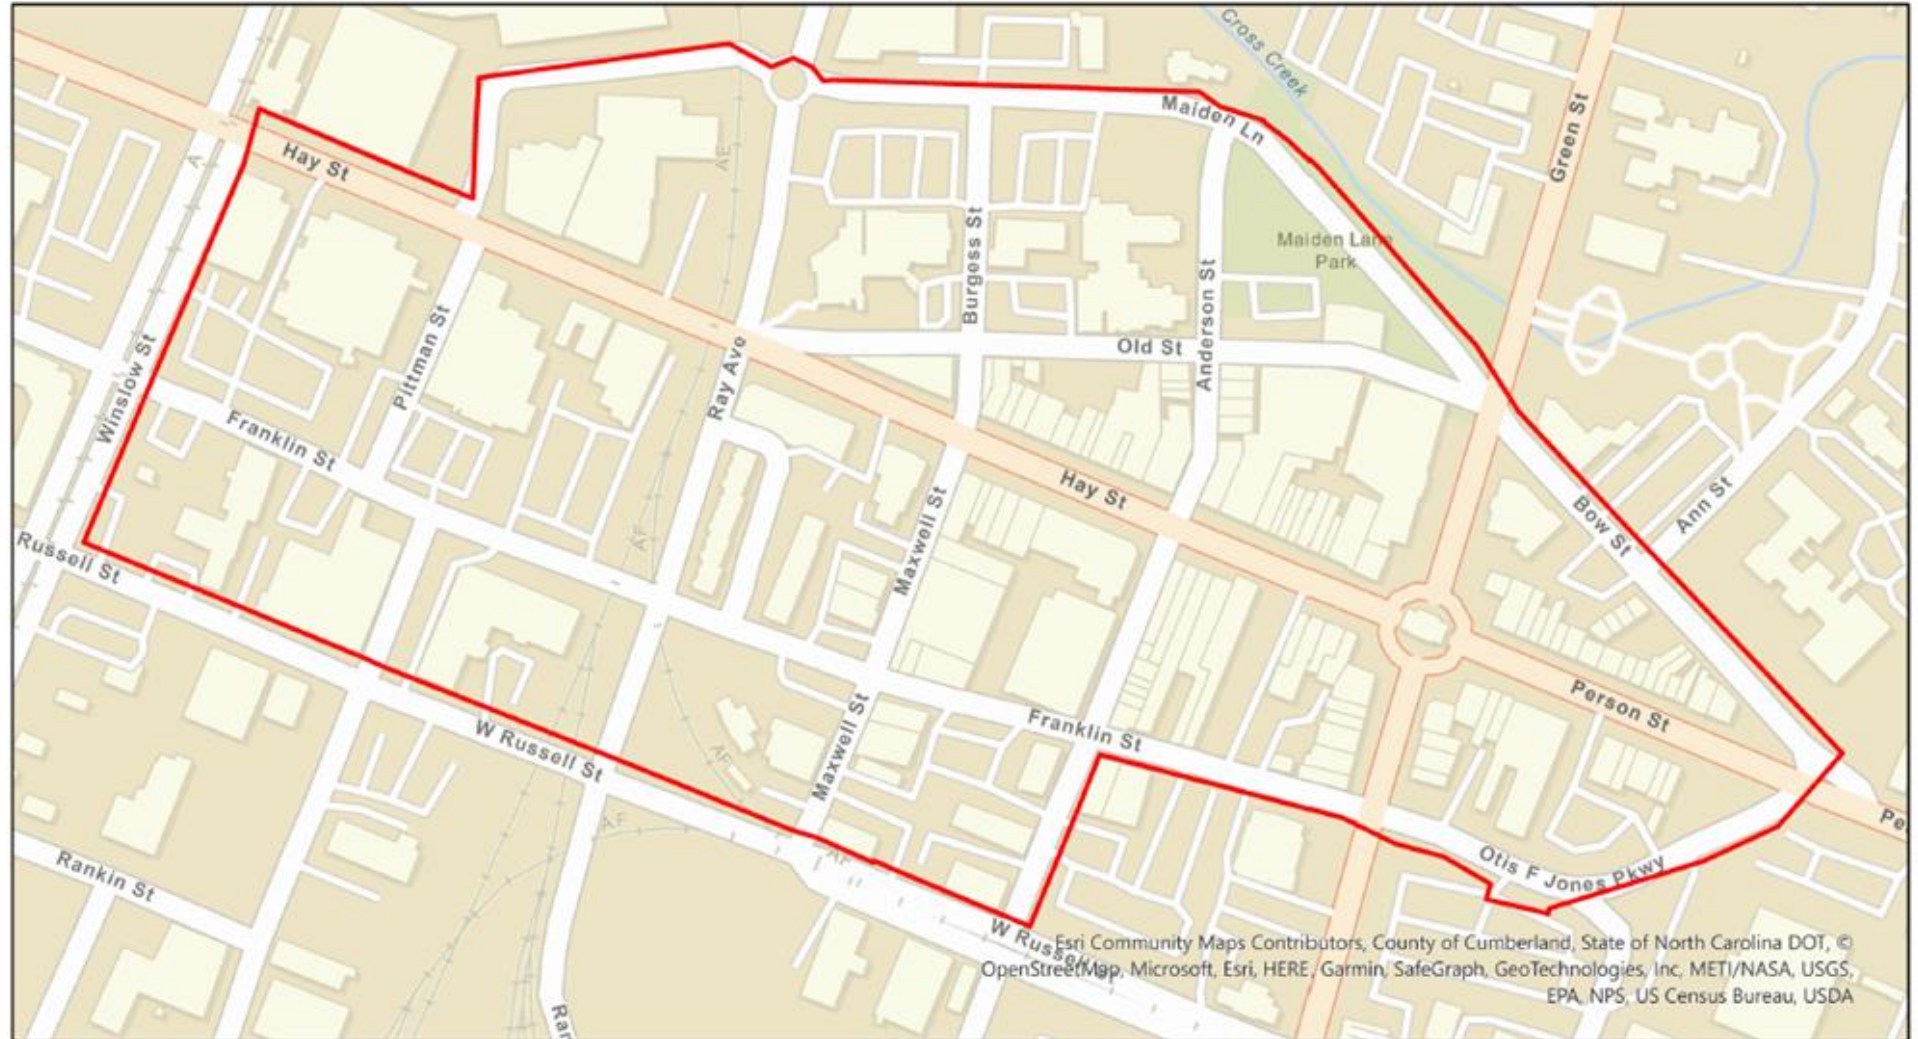 Cross Creek
Maiden Ln
Green St
Hay St
Maiden Lane
Park
Burgess St
Anderson St
Old St
Pittman St
Ray Ave
Winslow St
Franklin St
Hay St
Maxwell St
Bow St
Ann St
Russell St
Person St
Franklin St
Maxwell St
W Russell St
Otis F Jones Pkwy
Rankin St
W Russell St
Esri Community Maps Contributors, County of Cumberland, State of North Carolina DOT, ©
OpenStreetMap, Microsoft, Esri, HERE, Garmin, SafeGraph, GeoTechnologies, Inc, METI/NASA, USGS,
EPA, NPS, US Census Bureau, USDA